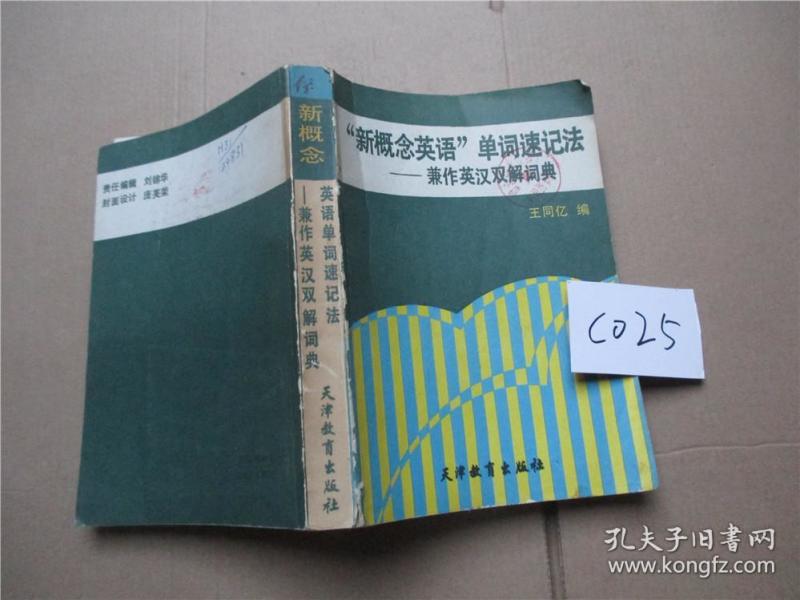 责任编辑 刘锦华
封面设计 庞英荣
H31
新概念
英语单词速记法
——兼作英汉双解词典
天津教育出版社
“新概念英语”单词速记法
——兼作英汉双解词典
王同亿 编
天津教育出版社
C025
孔夫子旧书网
www.kongfz.com